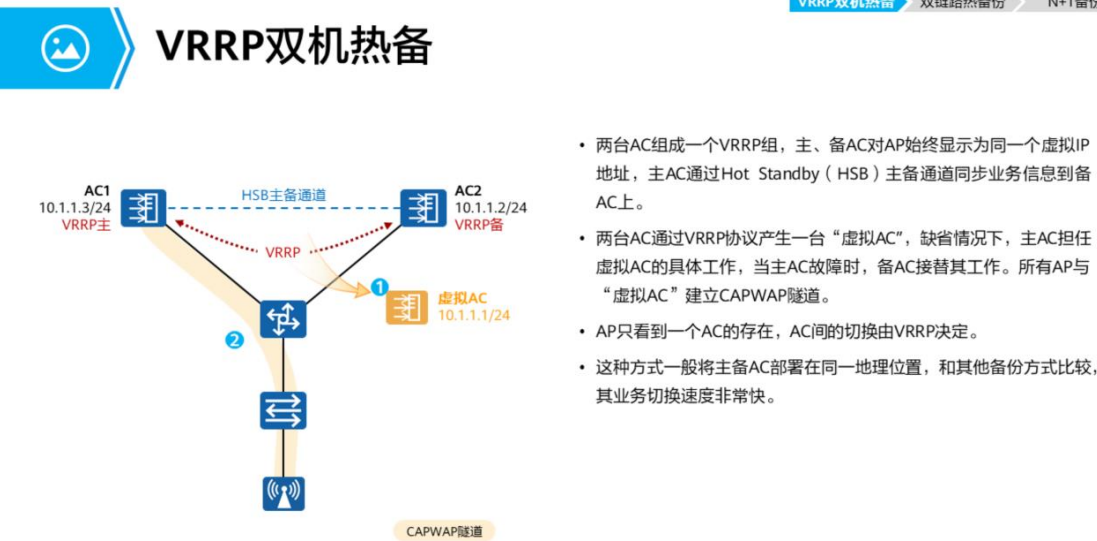 VRRP双机热备
双链路热备份
N+1备份
VRRP双机热备
AC1
10.1.1.3/24
VRRP主
HSB主备通道
AC2
10.1.1.2/24
VRRP备
VRRP
1
虚拟AC
10.1.1.1/24
2
CAPWAP隧道
• 两台AC组成一个VRRP组，主、备AC对AP始终显示为同一个虚拟IP
地址，主AC通过Hot Standby（HSB）主备通道同步业务信息到备
AC上。
• 两台AC通过VRRP协议产生一台“虚拟AC”，缺省情况下，主AC担任
虚拟AC的具体工作，当主AC故障时，备AC接替其工作。所有AP与
“虚拟AC”建立CAPWAP隧道。
• AP只看到一个AC的存在，AC间的切换由VRRP决定。
• 这种方式一般将主备AC部署在同一地理位置，和其他备份方式比较，
其业务切换速度非常快。